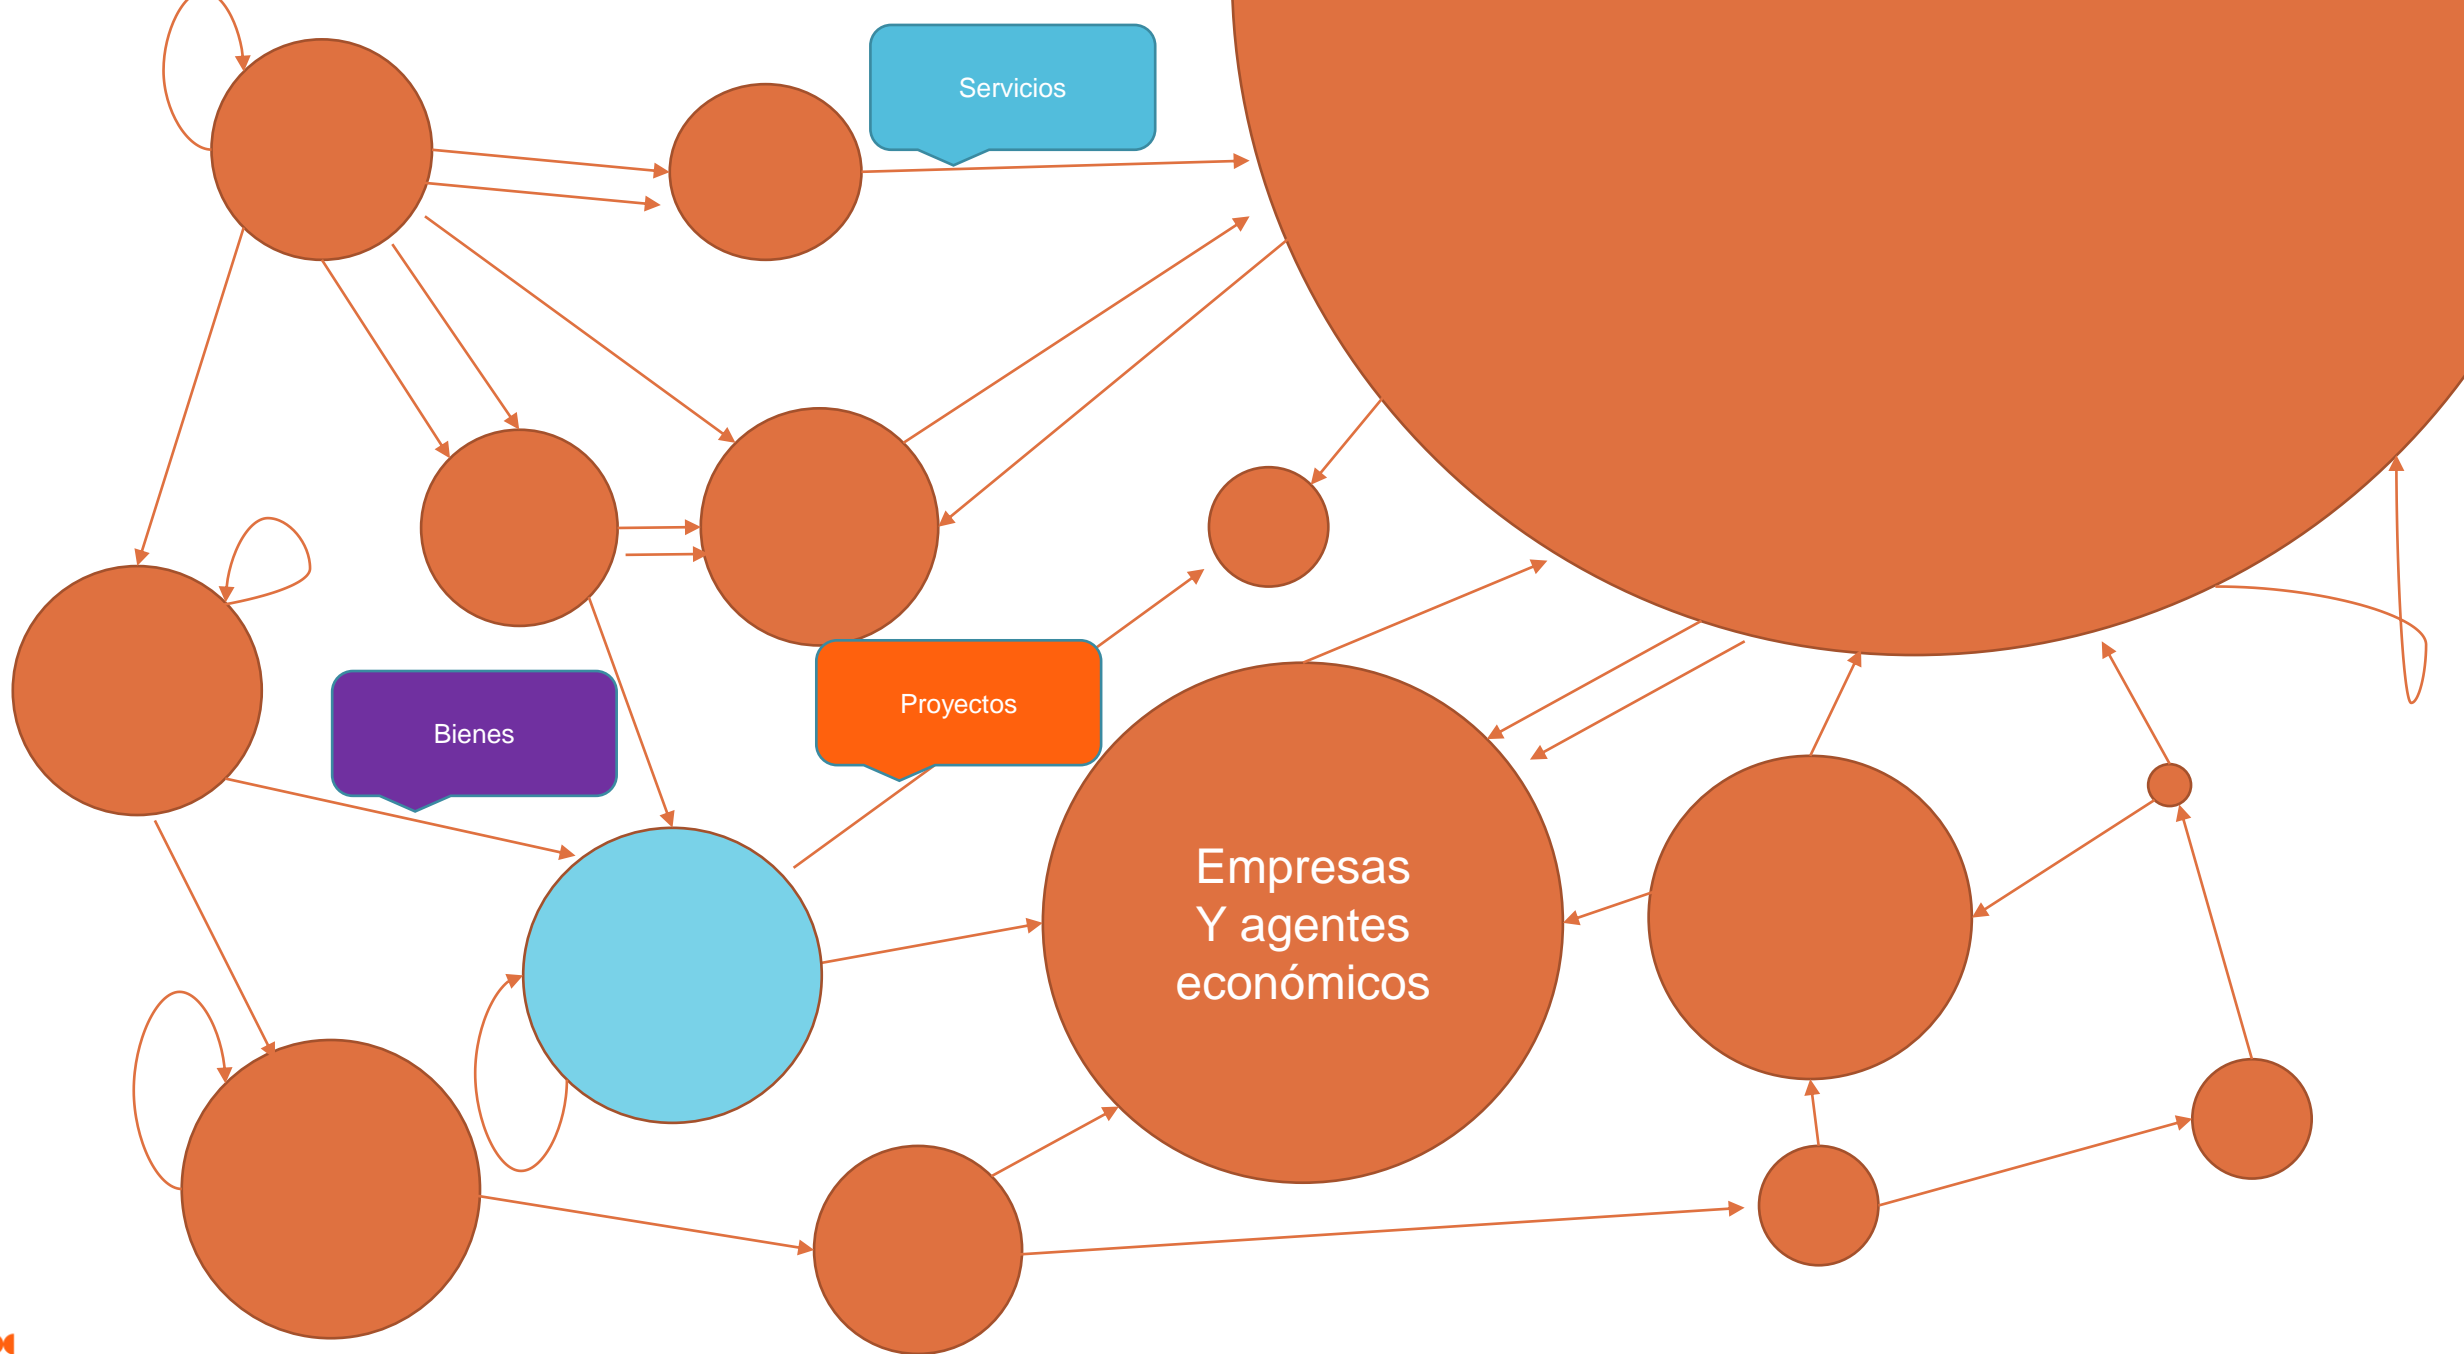 Servicios
Proyectos
Bienes
Empresas
Y agentes
económicos